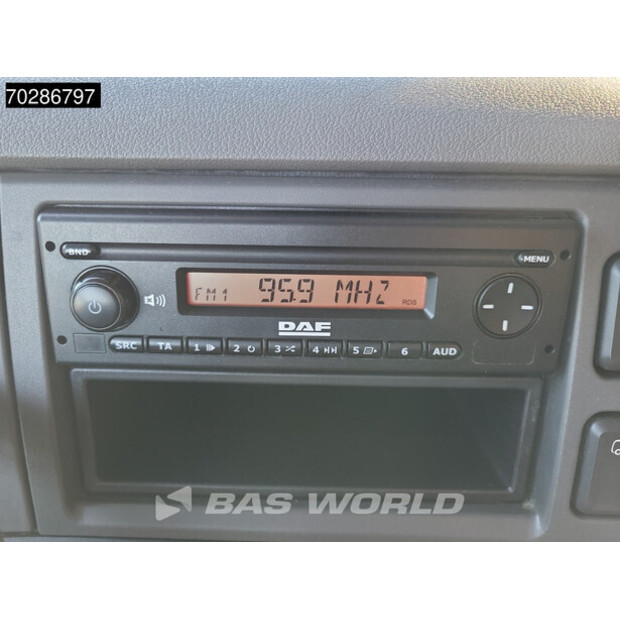 70286797
BND
MENU
FM1 95.9 MHZ RDS
DAF
SRC TA 1 2 3 4 5 6 AUD
BAS WORLD